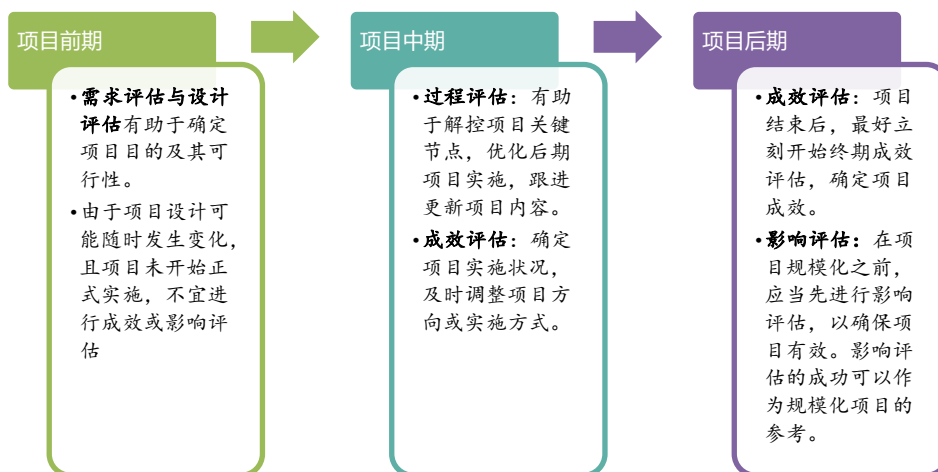 项目前期
•需求评估与设计
评估有助于确定
项目目的及其可
行性。
•由于项目设计可
能随时发生变化，
且项目未开始正
式实施，不宜进
行成效或影响评
估
项目中期
•过程评估：有助
于解控项目关键
节点，优化后期
项目实施，跟进
更新项目内容。
•成效评估：确定
项目实施状况，
及时调整项目方
向或实施方式。
项目后期
•成效评估：项目
结束后，最好立
刻开始终期成效
评估，确定项目
成效。
•影响评估：在项
目规模化之前，
应当先进行影响
评估，以确保项
目有效。影响评
估的成功可以作
为规模化项目的
参考。